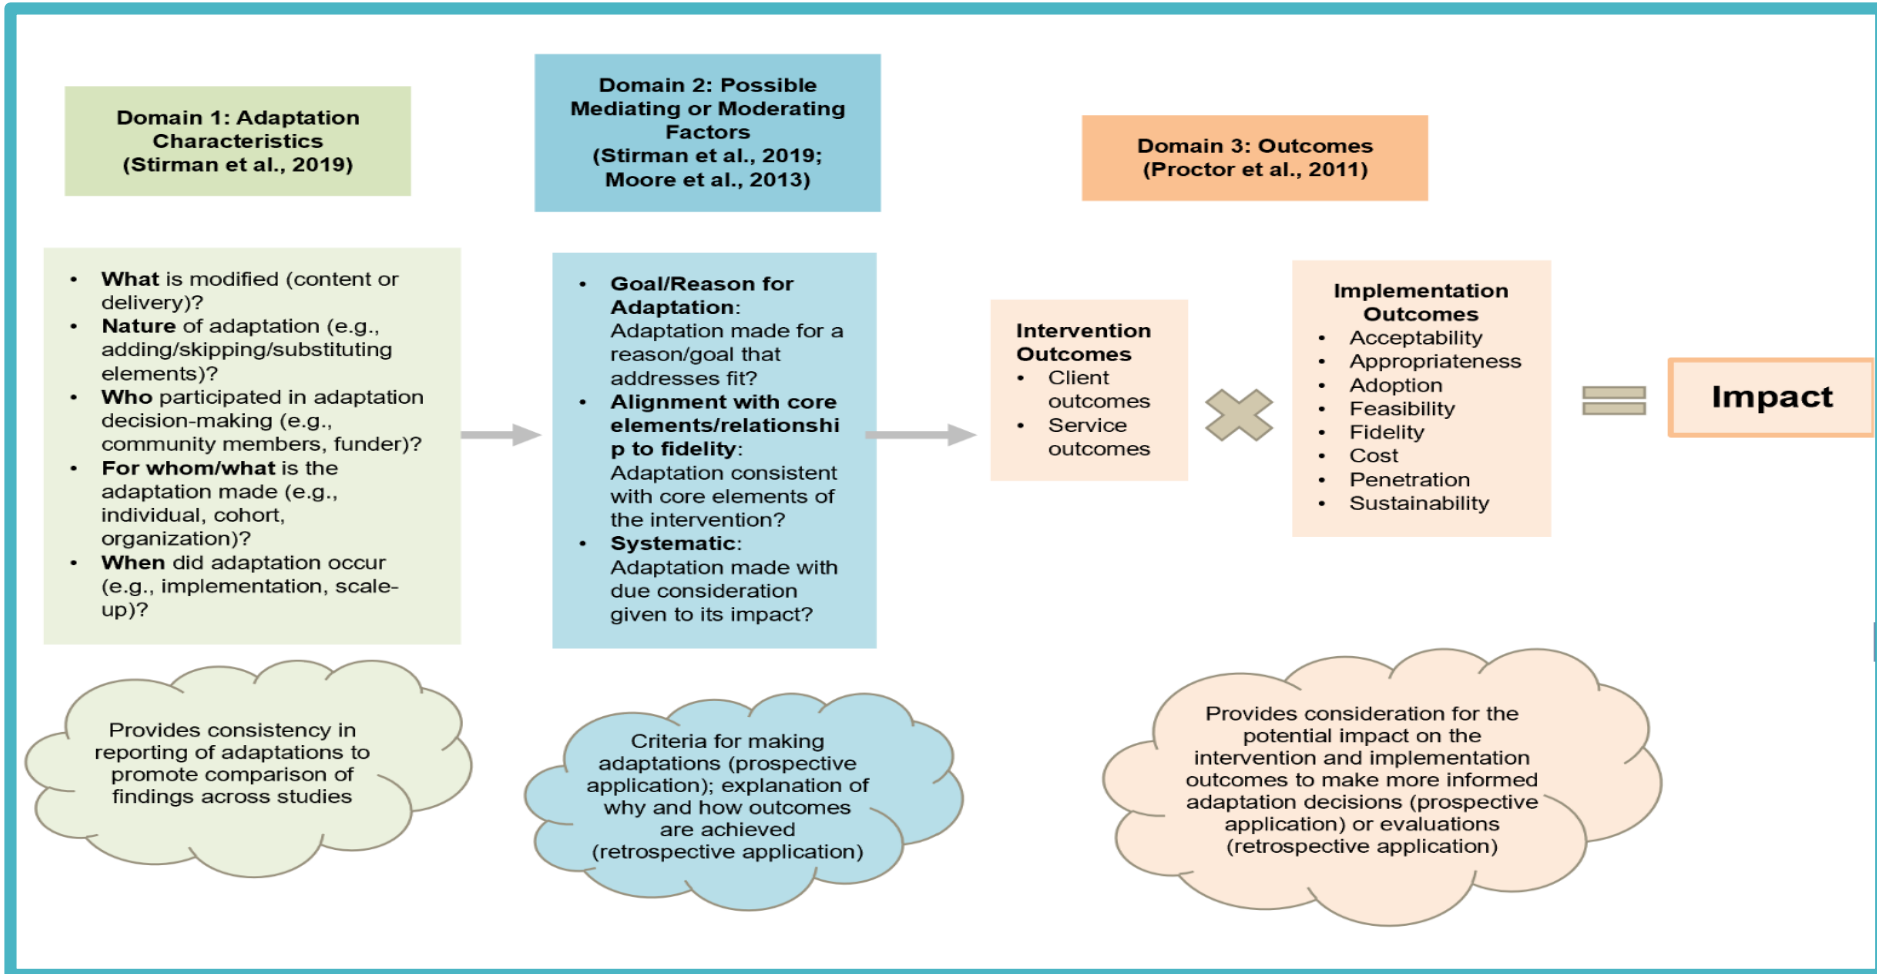 Domain 1: Adaptation
Characteristics
(Stirman et al., 2019)
Domain 2: Possible
Mediating or Moderating
Factors
(Stirman et al., 2019;
Moore et al., 2013)
Domain 3: Outcomes
(Proctor et al., 2011)
• What is modified (content or
delivery)?
• Nature of adaptation (e.g.,
adding/skipping/substituting
elements)?
• Who participated in adaptation
decision-making (e.g.,
community members, funder)?
• For whom/what is the
adaptation made (e.g.,
individual, cohort,
organization)?
• When did adaptation occur
(e.g., implementation, scale-
up)?
• Goal/Reason for
Adaptation:
Adaptation made for a
reason/goal that
addresses fit?
• Alignment with core
elements/relationshi
p to fidelity:
Adaptation consistent
with core elements of
the intervention?
• Systematic:
Adaptation made with
due consideration
given to its impact?
Intervention
Outcomes
• Client
outcomes
• Service
outcomes
Implementation
Outcomes
• Acceptability
• Appropriateness
• Adoption
• Feasibility
• Fidelity
• Cost
• Penetration
• Sustainability
Impact
Provides consistency in
reporting of adaptations to
promote comparison of
findings across studies
Criteria for making
adaptations (prospective
application); explanation of
why and how outcomes
are achieved
(retrospective application)
Provides consideration for the
potential impact on the
intervention and implementation
outcomes to make more informed
adaptation decisions (prospective
application) or evaluations
(retrospective application)